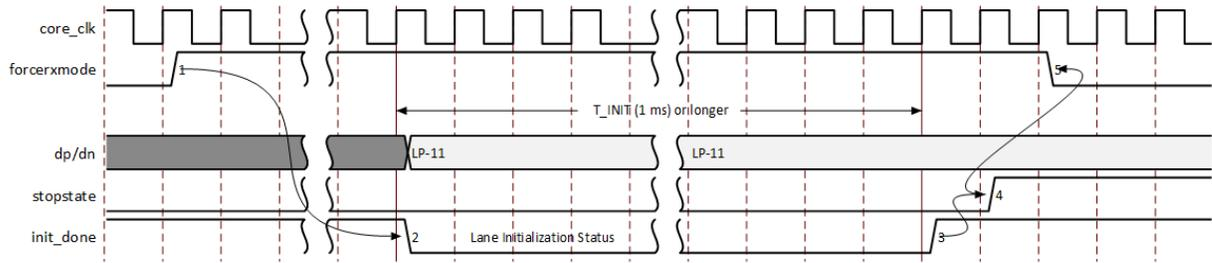 core_clk
forcerxmode 1 5
T_INIT (1 ms) or longer
dp/dn LP-11 LP-11
stopstate 4
init_done 2 Lane Initialization Status 3